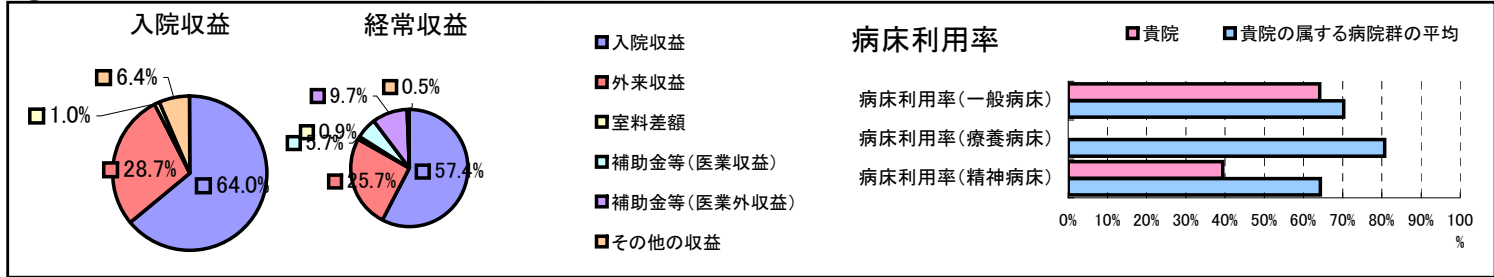 入院収益
6.4%
1.0%
28.7%
64.0%
経常収益
0.5%
9.7%
0.9%
5.7%
25.7%
57.4%
入院収益
外来収益
室料差額
補助金等(医業収益)
補助金等(医業外収益)
その他の収益
病床利用率
貴院
貴院の属する病院群の平均
病床利用率(一般病床)
病床利用率(療養病床)
病床利用率(精神病床)
0% 10% 20% 30% 40% 50% 60% 70% 80% 90% 100
%